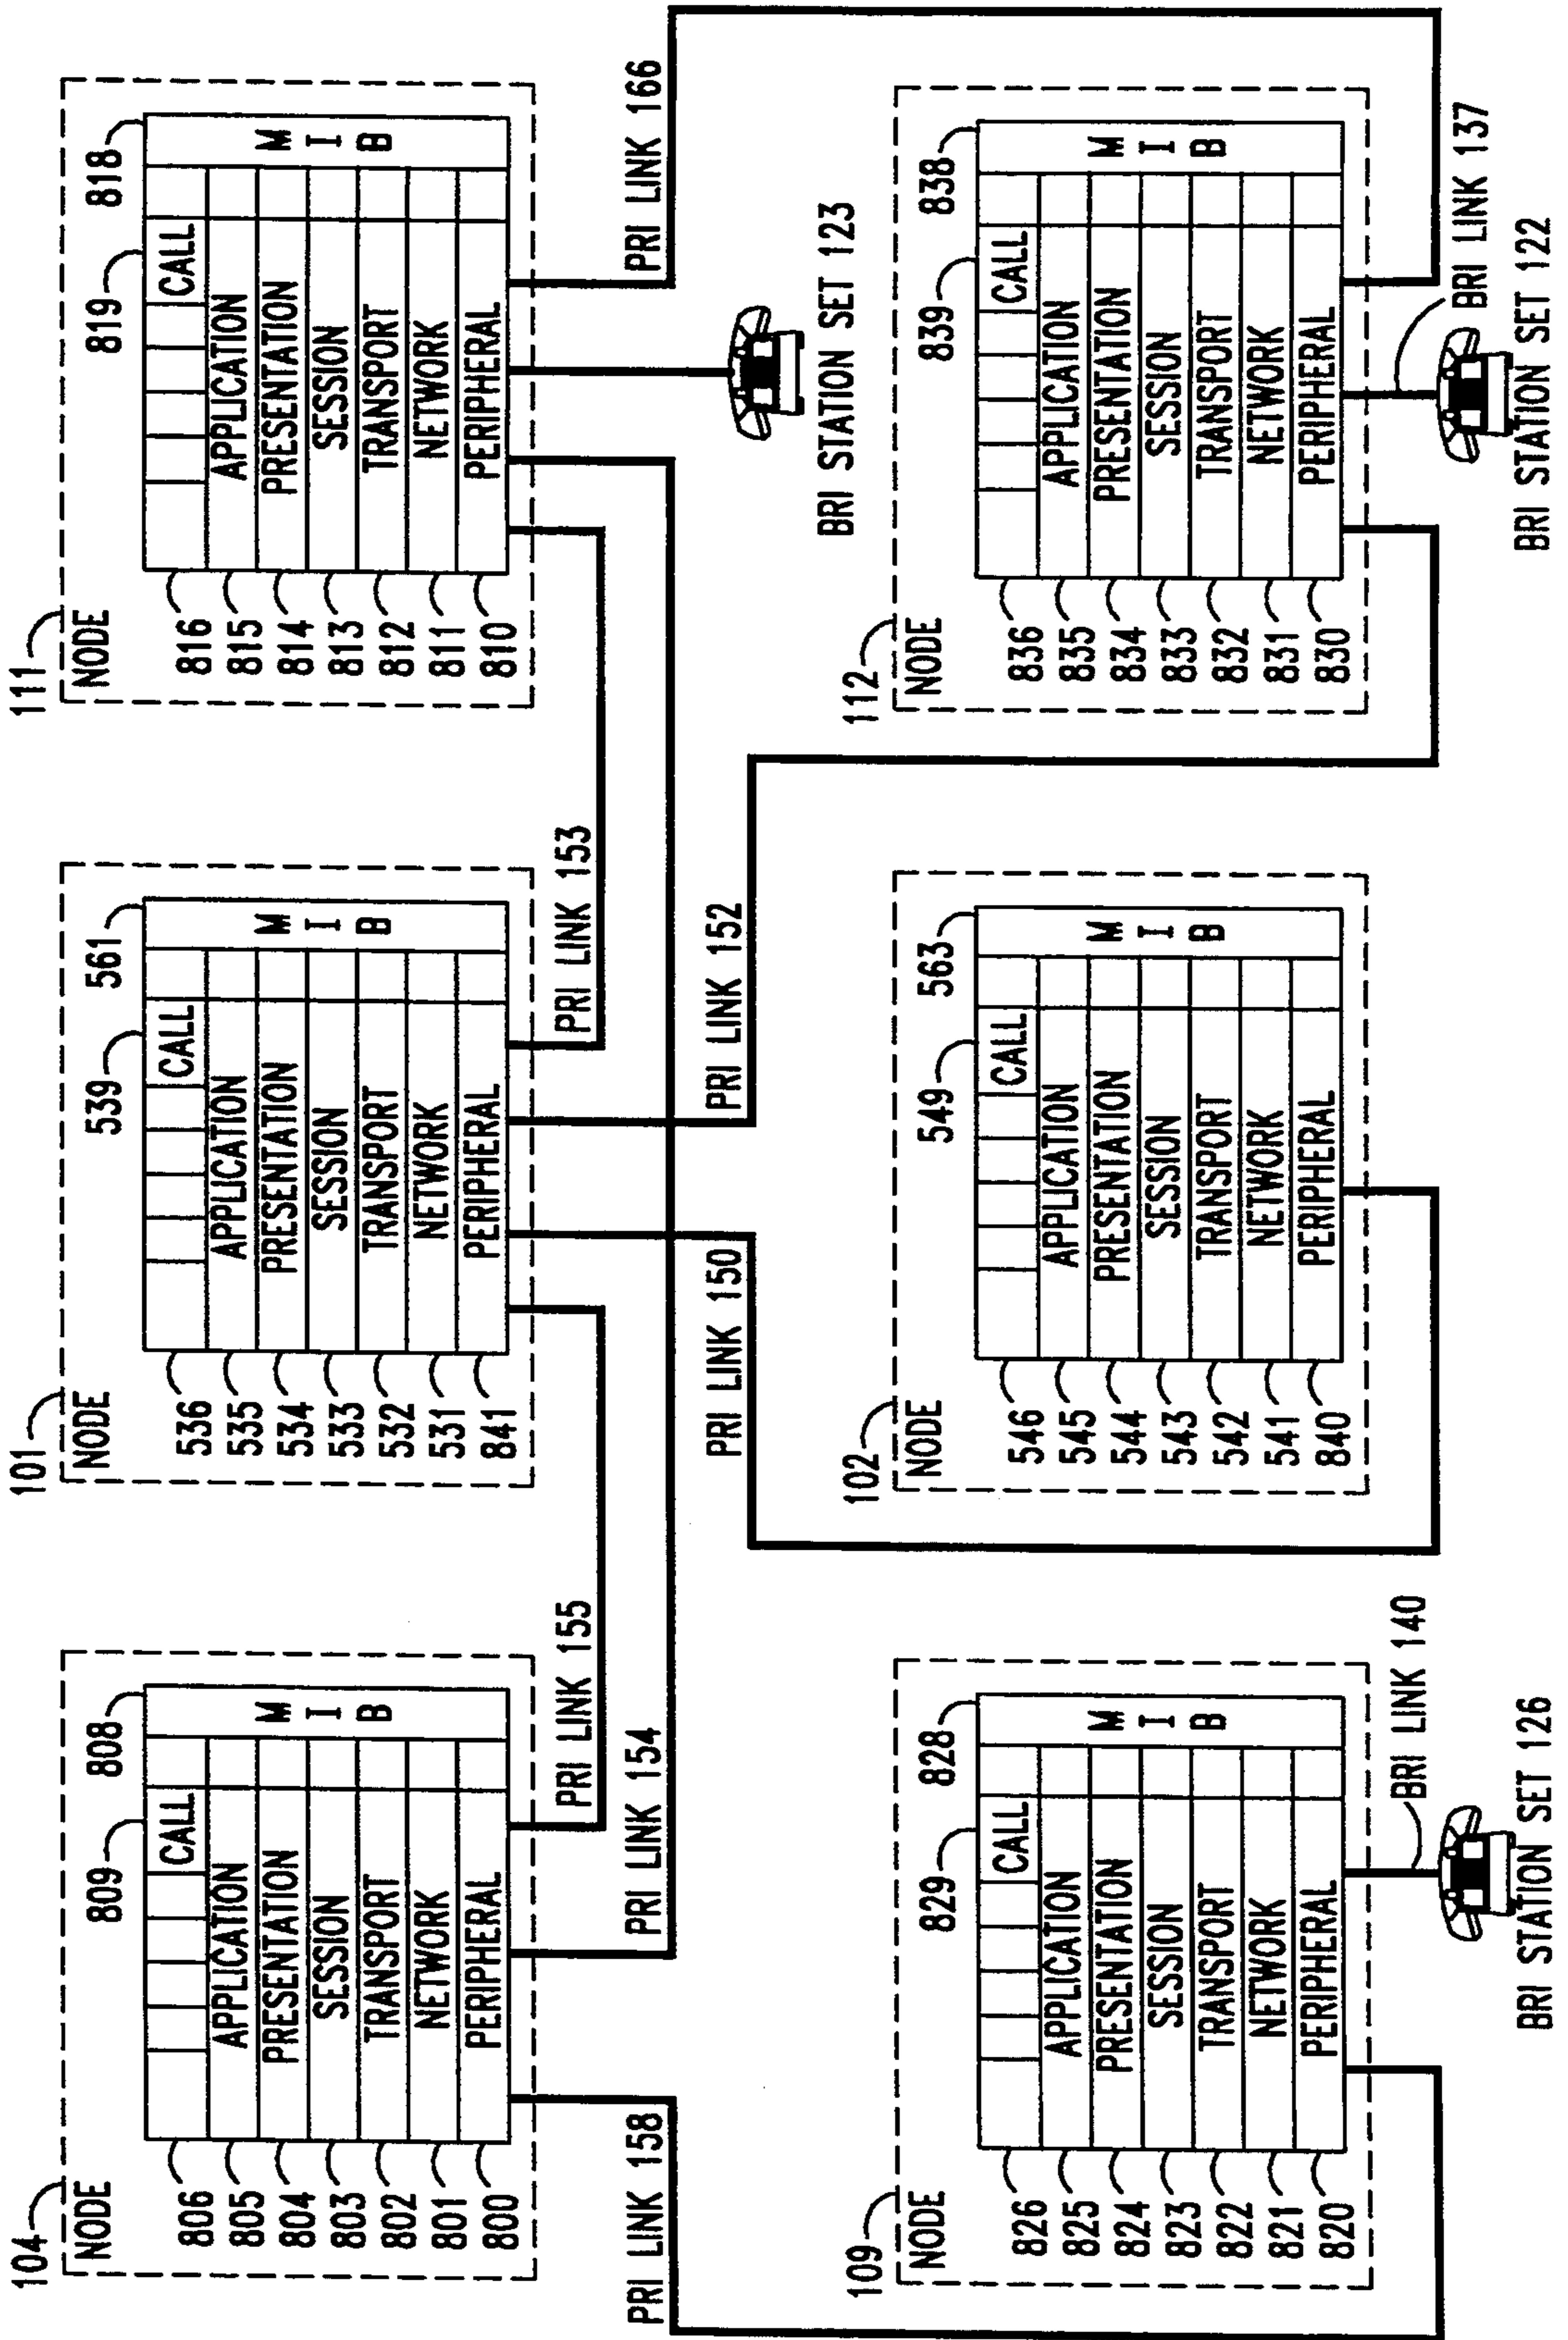 104
NODE
809
808
806
805
804
803
802
801
800
CALL
APPLICATION
PRESENTATION
SESSION
TRANSPORT
NETWORK
PERIPHERAL
M
I
B
101
NODE
539
561
536
535
534
533
532
531
841
CALL
APPLICATION
PRESENTATION
SESSION
TRANSPORT
NETWORK
PERIPHERAL
M
I
B
111
NODE
819
818
816
815
814
813
812
811
810
CALL
APPLICATION
PRESENTATION
SESSION
TRANSPORT
NETWORK
PERIPHERAL
M
I
B
PRI LINK 155
PRI LINK 153
PRI LINK 158
PRI LINK 154
PRI LINK 166
PRI LINK 150
PRI LINK 152
BRI STATION SET 123
109
NODE
829
828
826
825
824
823
822
821
820
CALL
APPLICATION
PRESENTATION
SESSION
TRANSPORT
NETWORK
PERIPHERAL
M
I
B
102
NODE
549
563
546
545
544
543
542
541
840
CALL
APPLICATION
PRESENTATION
SESSION
TRANSPORT
NETWORK
PERIPHERAL
M
I
B
112
NODE
839
838
836
835
834
833
832
831
830
CALL
APPLICATION
PRESENTATION
SESSION
TRANSPORT
NETWORK
PERIPHERAL
M
I
B
BRI LINK 140
BRI LINK 137
BRI STATION SET 126
BRI STATION SET 122